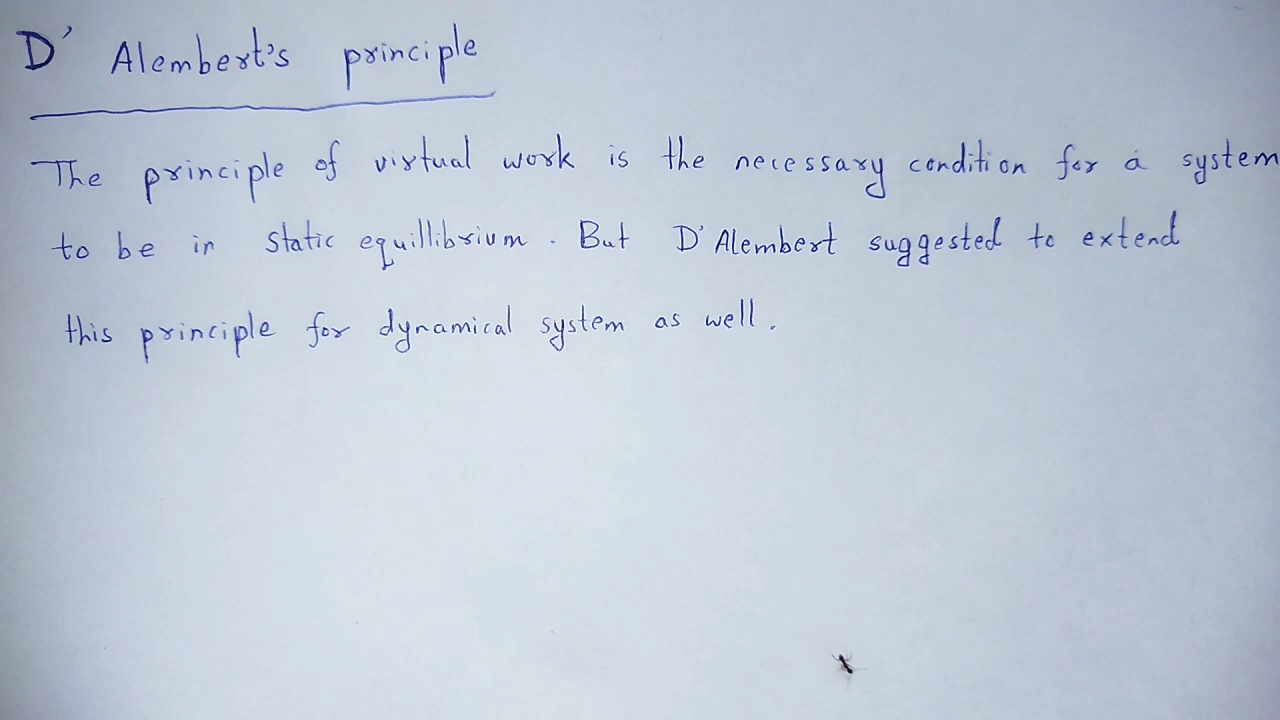 D' Alembert's principle
The principle of virtual work is the necessary condition for a system
to be in static equillibrium. But D'Alembert suggested to extend
this principle for dynamical system as well.